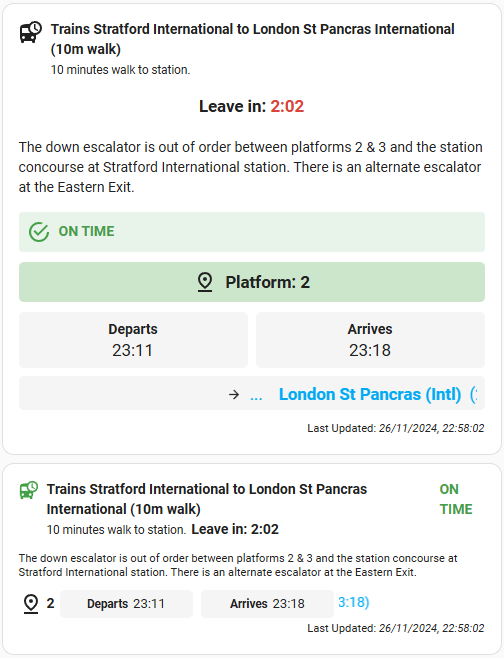 Trains Stratford International to London St Pancras International
(10m walk)
10 minutes walk to station.
Leave in: 2:02
The down escalator is out of order between platforms 2 & 3 and the station
concourse at Stratford International station. There is an alternate escalator
at the Eastern Exit.
ON TIME
Platform: 2
Departs
23:11
Arrives
23:18
→ ... London St Pancras (Intl) (
Last Updated: 26/11/2024, 22:58:02
Trains Stratford International to London St Pancras
International (10m walk)
ON
TIME
10 minutes walk to station. Leave in: 2:02
The down escalator is out of order between platforms 2 & 3 and the station concourse at
Stratford International station. There is an alternate escalator at the Eastern Exit.
2 Departs 23:11 Arrives 23:18 3:18)
Last Updated: 26/11/2024, 22:58:02